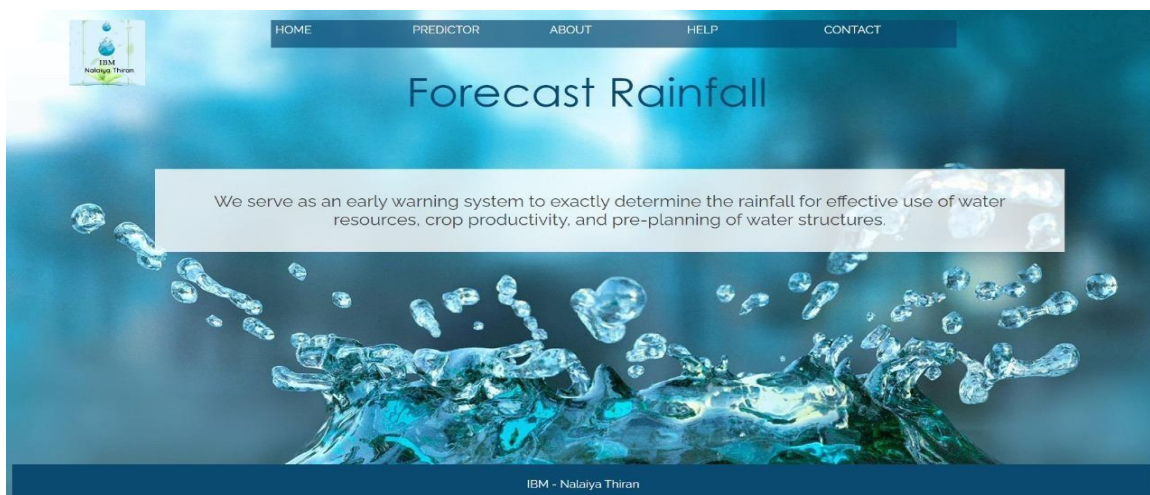 IBM
Nalaiya Thiran
HOME PREDICTOR ABOUT HELP CONTACT
Forecast Rainfall
We serve as an early warning system to exactly determine the rainfall for effective use of water
resources, crop productivity, and pre-planning of water structures.
IBM - Nalaiya Thiran